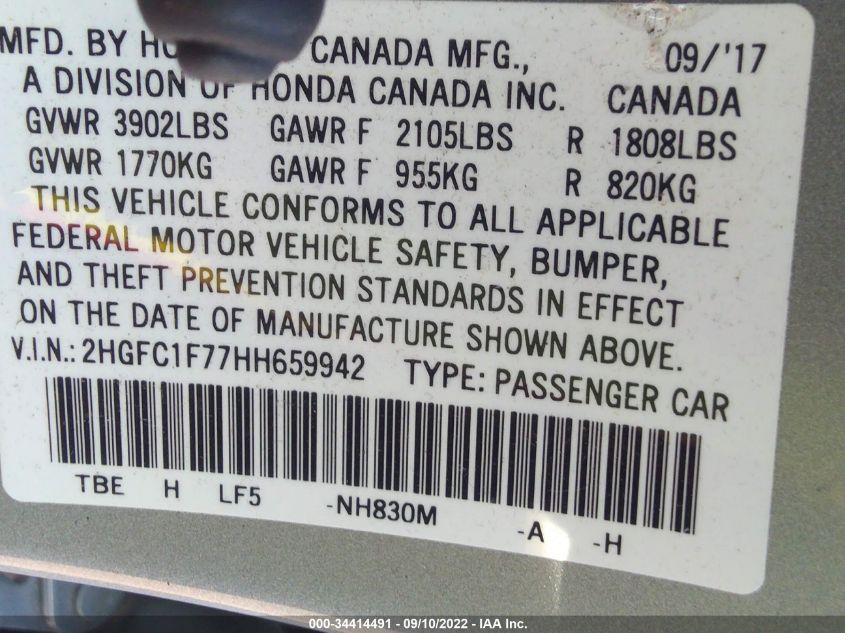 MFD. BY CANADA MFG., 09/'17
A DIVISION OF HONDA CANADA INC. CANADA
GVWR 3902LBS GAWR F 2105LBS R 1808LBS
GVWR 1770KG GAWR F 955KG R 820KG
THIS VEHICLE CONFORMS TO ALL APPLICABLE
FEDERAL MOTOR VEHICLE SAFETY, BUMPER,
AND THEFT PREVENTION STANDARDS IN EFFECT
ON THE DATE OF MANUFACTURE SHOWN ABOVE.
V.I.N.: 2HGFC1F77HH659942 TYPE: PASSENGER CAR
TBE H LF5 -NH830M -A -H
000-34414491 - 09/10/2022 - IAA Inc.